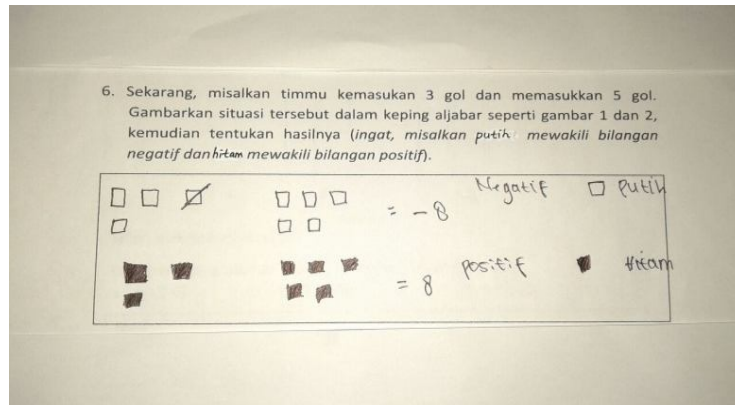 6. Sekarang, misalkan timmu kemasukan 3 gol dan memasukkan 5 gol.
Gambarkan situasi tersebut dalam keping aljabar seperti gambar 1 dan 2,
kemudian tentukan hasilnya (ingat, misalkan putih mewakili bilangan
negatif dan hitam mewakili bilangan positif).
= -8 Negatif Putih
= 8 positif Hitam